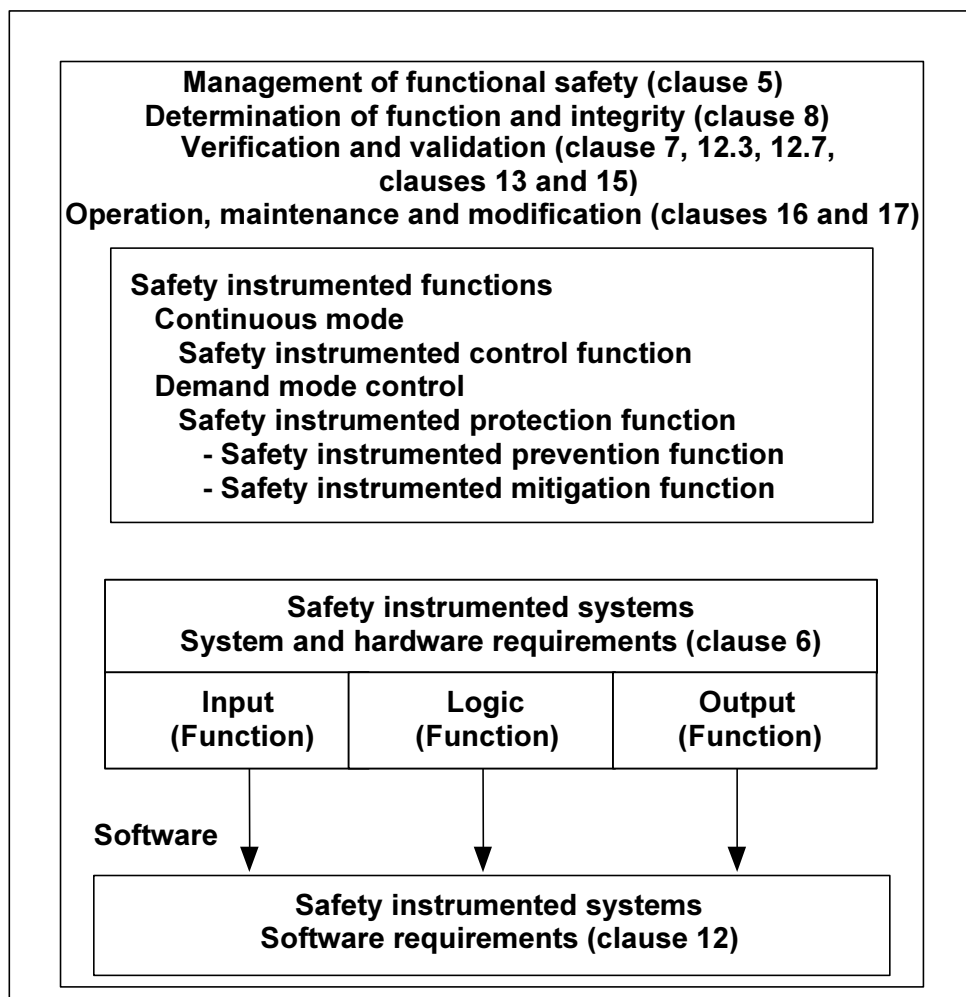 Management of functional safety (clause 5)
Determination of function and integrity (clause 8)
Verification and validation (clause 7, 12.3, 12.7,
clauses 13 and 15)
Operation, maintenance and modification (clauses 16 and 17)
Safety instrumented functions
Continuous mode
Safety instrumented control function
Demand mode control
Safety instrumented protection function
- Safety instrumented prevention function
- Safety instrumented mitigation function
Safety instrumented systems
System and hardware requirements (clause 6)
Input
(Function)
Logic
(Function)
Output
(Function)
Software
Safety instrumented systems
Software requirements (clause 12)